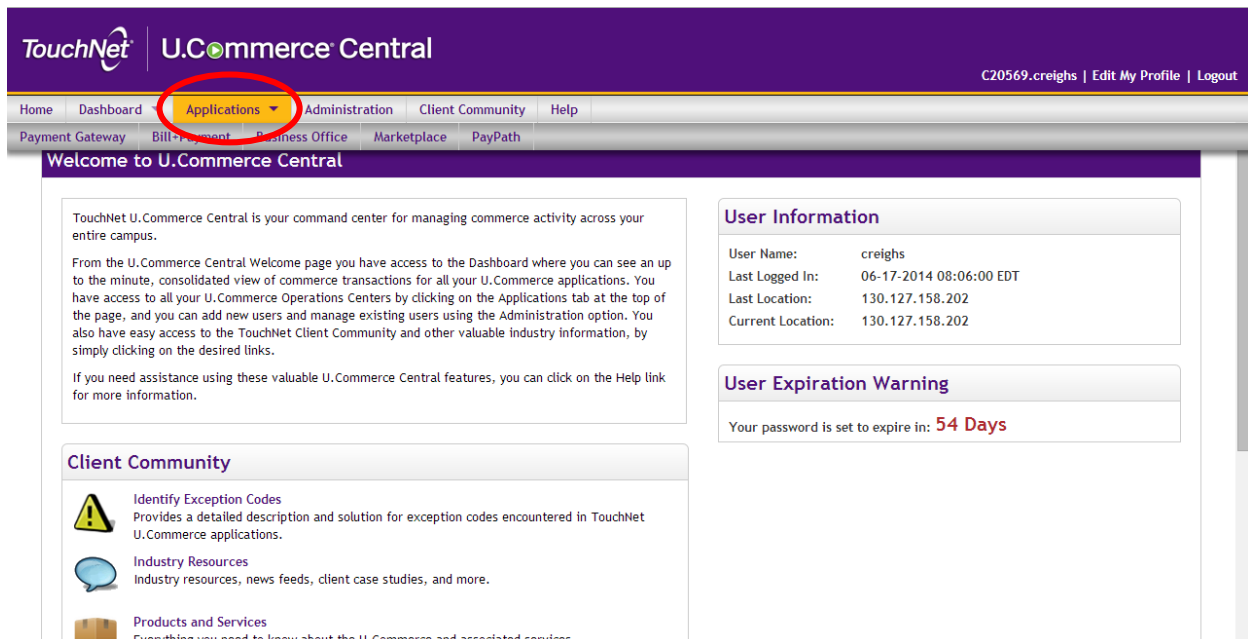 TouchNet® U.Commerce® Central
C20569.creighs | Edit My Profile | Logout
Home Dashboard Applications Administration Client Community Help
Payment Gateway Bill+Payment Business Office Marketplace PayPath
Welcome to U.Commerce Central
TouchNet U.Commerce Central is your command center for managing commerce activity across your
entire campus.
From the U.Commerce Central Welcome page you have access to the Dashboard where you can see an up
to the minute, consolidated view of commerce transactions for all your U.Commerce applications. You
have access to all your U.Commerce Operations Centers by clicking on the Applications tab at the top of
the page, and you can add new users and manage existing users using the Administration option. You
also have easy access to the TouchNet Client Community and other valuable industry information, by
simply clicking on the desired links.
If you need assistance using these valuable U.Commerce Central features, you can click on the Help link
for more information.
User Information
User Name: creighs
Last Logged In: 06-17-2014 08:06:00 EDT
Last Location: 130.127.158.202
Current Location: 130.127.158.202
User Expiration Warning
Your password is set to expire in: 54 Days
Client Community
Identify Exception Codes
Provides a detailed description and solution for exception codes encountered in TouchNet
U.Commerce applications.
Industry Resources
Industry resources, news feeds, client case studies, and more.
Products and Services
Everything you need to know about the U.Commerce and associated services